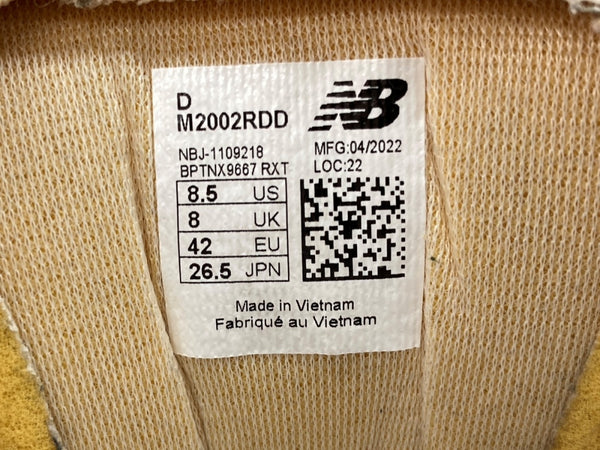 D
M2002RDD
NB
NBJ-1109218
BPTNX9667 RXT
MFG:04/2022
LOC:22
8.5 US
8 UK
42 EU
26.5 JPN
Made in Vietnam
Fabriqué au Vietnam